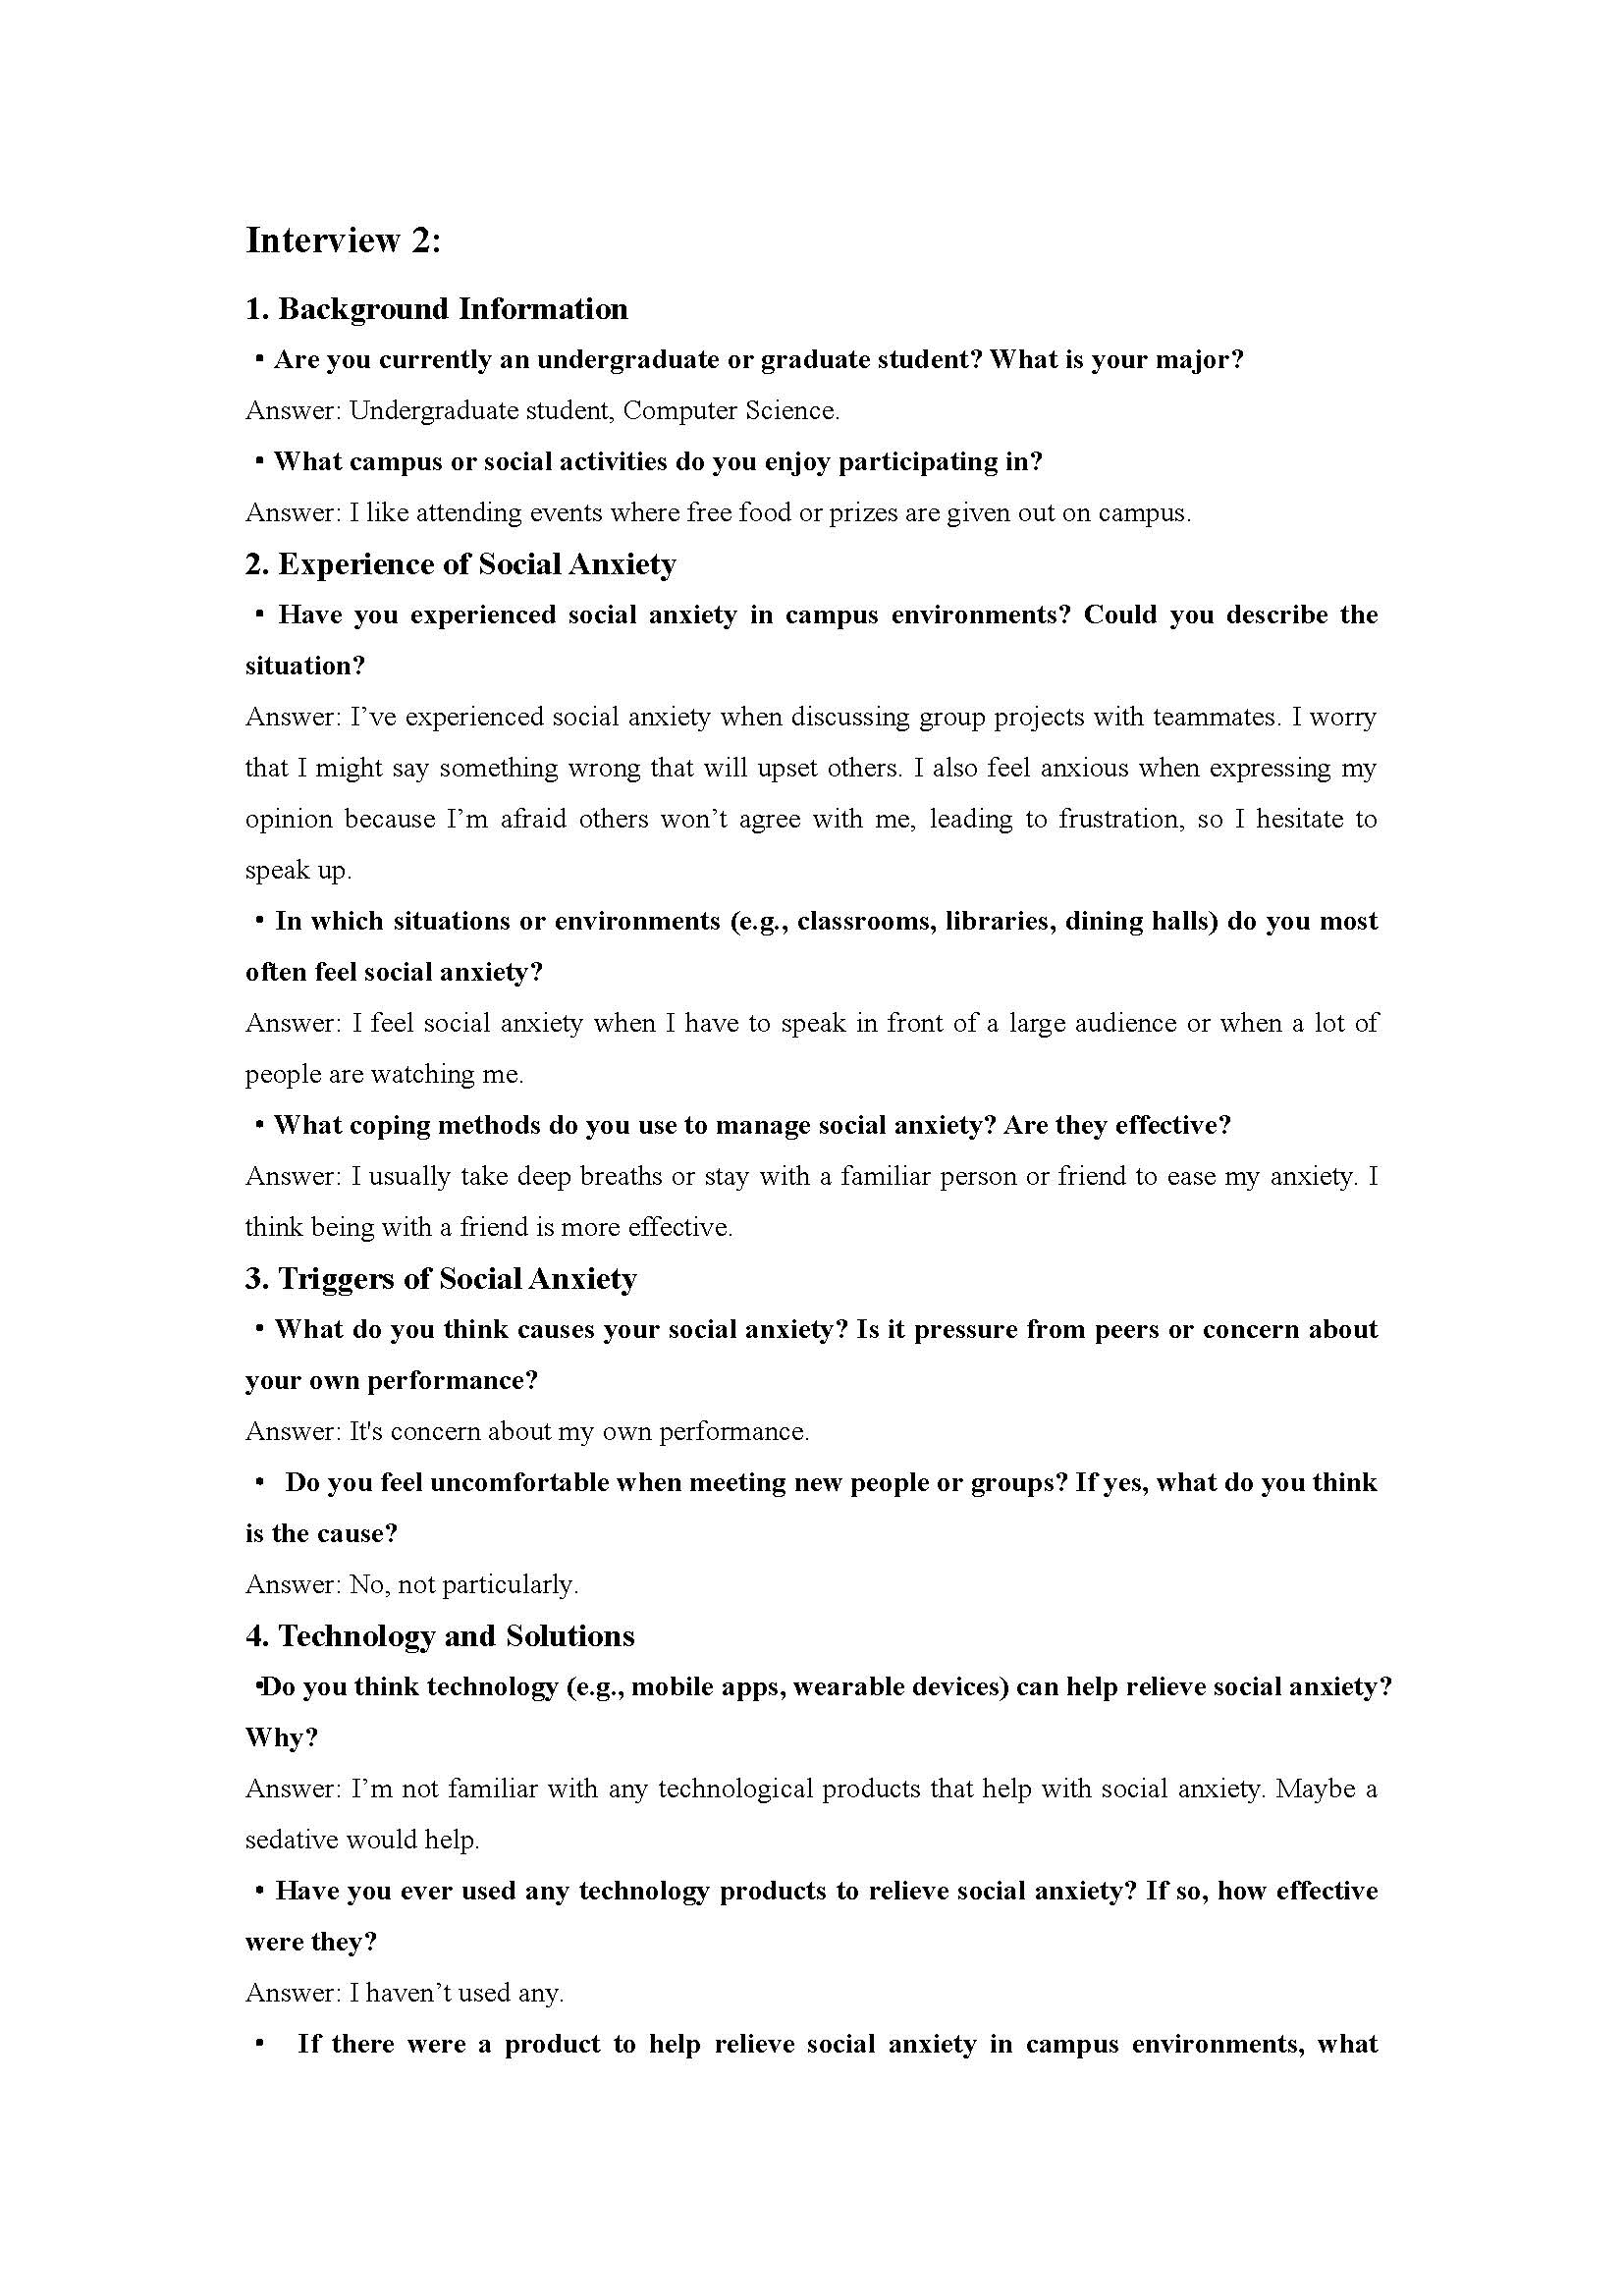 Interview 2:
1. Background Information
• Are you currently an undergraduate or graduate student? What is your major?
Answer: Undergraduate student, Computer Science.
• What campus or social activities do you enjoy participating in?
Answer: I like attending events where free food or prizes are given out on campus.
2. Experience of Social Anxiety
• Have you experienced social anxiety in campus environments? Could you describe the
situation?
Answer: I’ve experienced social anxiety when discussing group projects with teammates. I worry
that I might say something wrong that will upset others. I also feel anxious when expressing my
opinion because I’m afraid others won’t agree with me, leading to frustration, so I hesitate to
speak up.
• In which situations or environments (e.g., classrooms, libraries, dining halls) do you most
often feel social anxiety?
Answer: I feel social anxiety when I have to speak in front of a large audience or when a lot of
people are watching me.
• What coping methods do you use to manage social anxiety? Are they effective?
Answer: I usually take deep breaths or stay with a familiar person or friend to ease my anxiety. I
think being with a friend is more effective.
3. Triggers of Social Anxiety
• What do you think causes your social anxiety? Is it pressure from peers or concern about
your own performance?
Answer: It's concern about my own performance.
• Do you feel uncomfortable when meeting new people or groups? If yes, what do you think
is the cause?
Answer: No, not particularly.
4. Technology and Solutions
•Do you think technology (e.g., mobile apps, wearable devices) can help relieve social anxiety?
Why?
Answer: I’m not familiar with any technological products that help with social anxiety. Maybe a
sedative would help.
• Have you ever used any technology products to relieve social anxiety? If so, how effective
were they?
Answer: I haven’t used any.
• If there were a product to help relieve social anxiety in campus environments, what